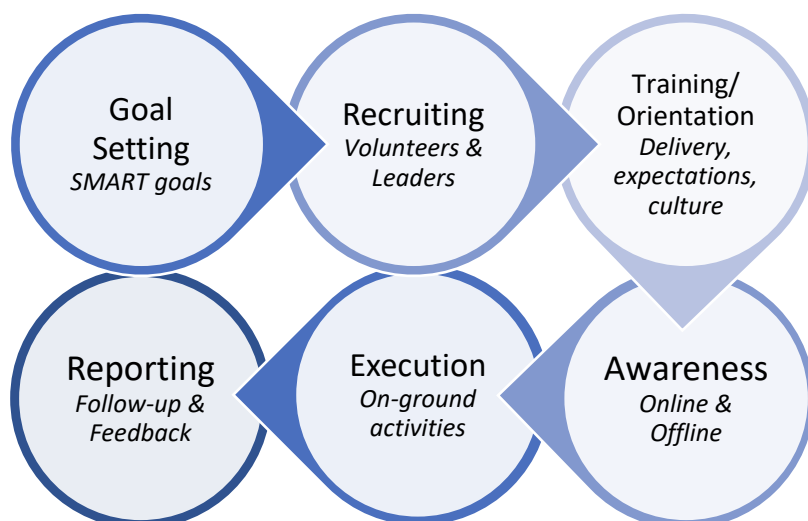 Goal
Setting
SMART goals
Recruiting
Volunteers &
Leaders
Training/
Orientation
Delivery,
expectations,
culture
Awareness
Online &
Offline
Execution
On-ground
activities
Reporting
Follow-up &
Feedback